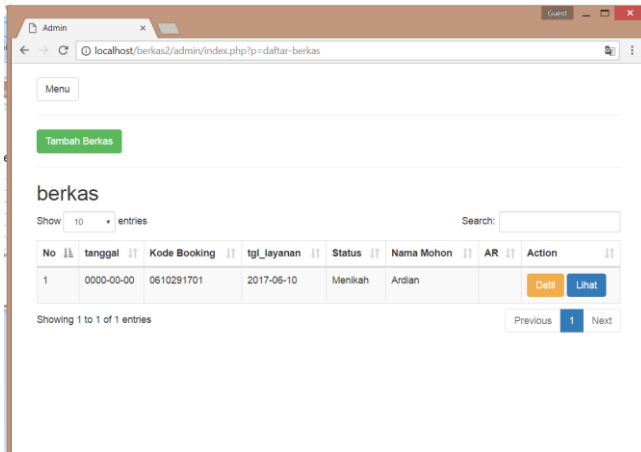 Guest
Admin
localhost/berkas2/admin/index.php?p=daftar-berkas
Menu
Tambah Berkas
berkas
Show 10 entries Search:
No tanggal Kode Booking tgl_layanan Status Nama Mohon AR Action
1 0000-00-00 0610291701 2017-06-10 Menikah Ardian Detil Lihat
Showing 1 to 1 of 1 entries Previous 1 Next